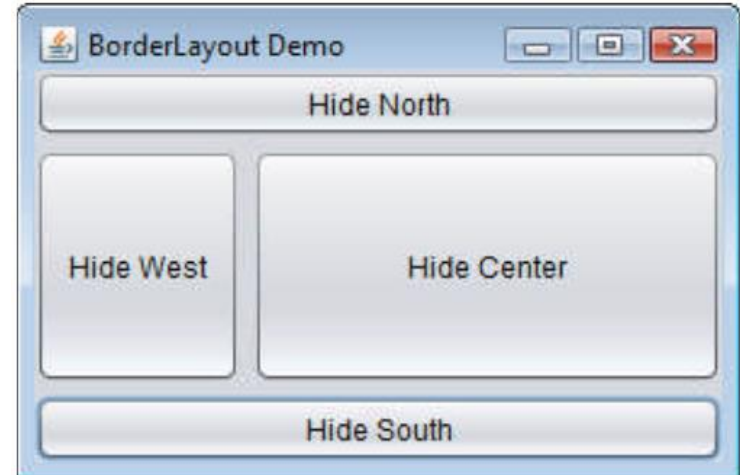 BorderLayout Demo
Hide North
Hide West
Hide Center
Hide South